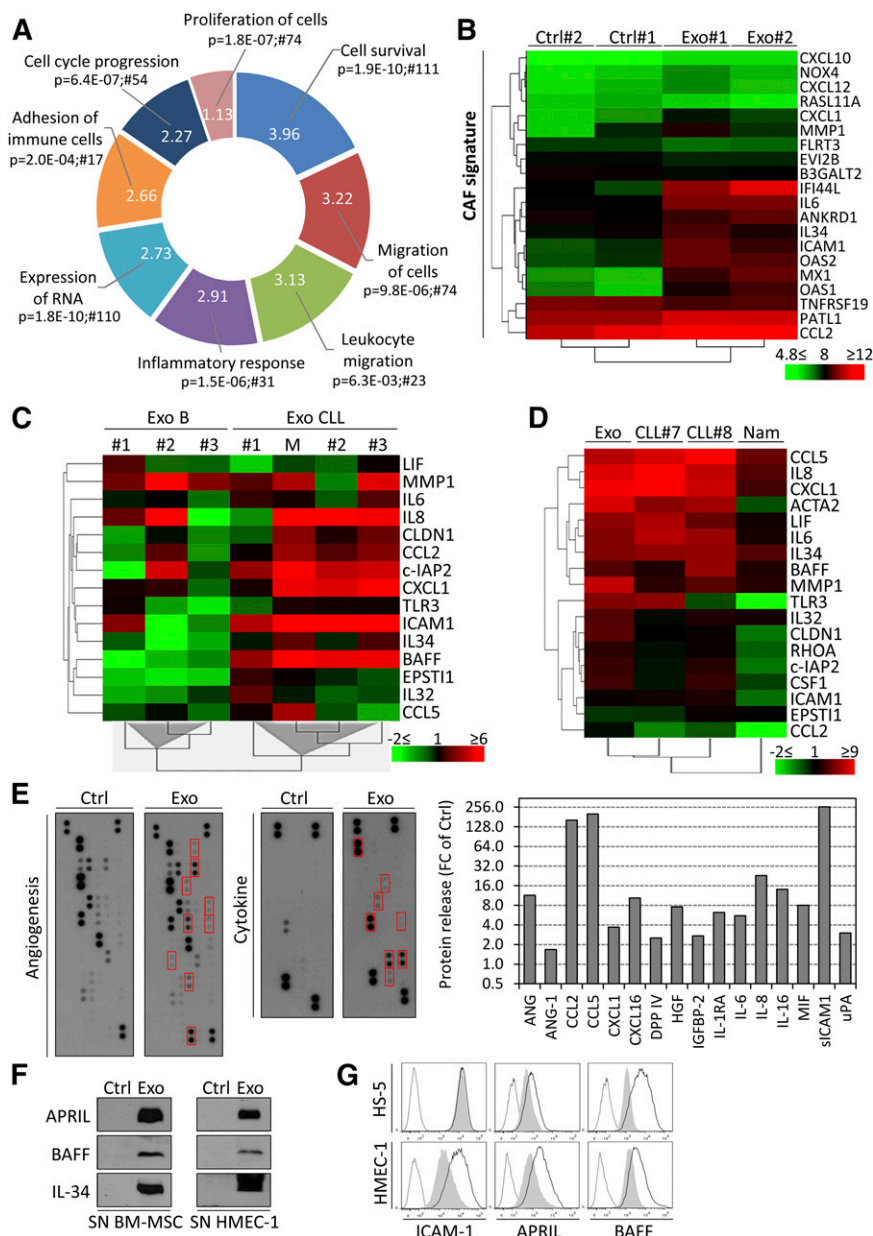 A
Proliferation of cells
p=1.8E-07;#74
Cell cycle progression
p=6.4E-07;#54
Cell survival
p=1.9E-10;#111
Adhesion of
immune cells
p=2.0E-04;#17
Expression
of RNA
p=1.8E-10;#110
Inflammatory response
p=1.5E-06;#31
Leukocyte
migration
p=6.3E-03;#23
Migration
of cells
p=9.8E-06;#74
1.13
3.96
2.27
3.22
2.66
2.73
2.91
3.13
B
Ctrl#2 Ctrl#1 Exo#1 Exo#2
CAF signature
CXCL10
NOX4
CXCL12
RASL11A
CXCL1
MMP1
FLRT3
EVI2B
B3GALT2
IFI44L
IL6
ANKRD1
IL34
ICAM1
OAS2
MX1
OAS1
TNFRSF19
PATL1
CCL2
4.8≤ 8 ≥12
C
Exo B Exo CLL
#1 #2 #3 #1 M #2 #3
LIF
MMP1
IL6
IL8
CLDN1
CCL2
c-IAP2
CXCL1
TLR3
ICAM1
IL34
BAFF
EPSTI1
IL32
CCL5
-2≤ 1 ≥6
D
Exo CLL#7 CLL#8 Nam
CCL5
IL8
CXCL1
ACTA2
LIF
IL6
IL34
BAFF
MMP1
TLR3
IL32
CLDN1
RHOA
c-IAP2
CSF1
ICAM1
EPSTI1
CCL2
-2≤ 1 ≥9
E
Ctrl Exo
Angiogenesis
Ctrl Exo
Cytokine
Protein release (FC of Ctrl)
256.0
128.0
64.0
32.0
16.0
8.0
4.0
2.0
1.0
0.5
ANG
ANG-1
CCL2
CCL5
CXCL1
CXCL16
DPP IV
HGF
IGFBP-2
IL-1RA
IL-6
IL-8
IL-16
MIF
sICAM1
uPA
F
Ctrl Exo Ctrl Exo
APRIL
BAFF
IL-34
SN BM-MSC SN HMEC-1
G
HS-5
HMEC-1
ICAM-1 APRIL BAFF